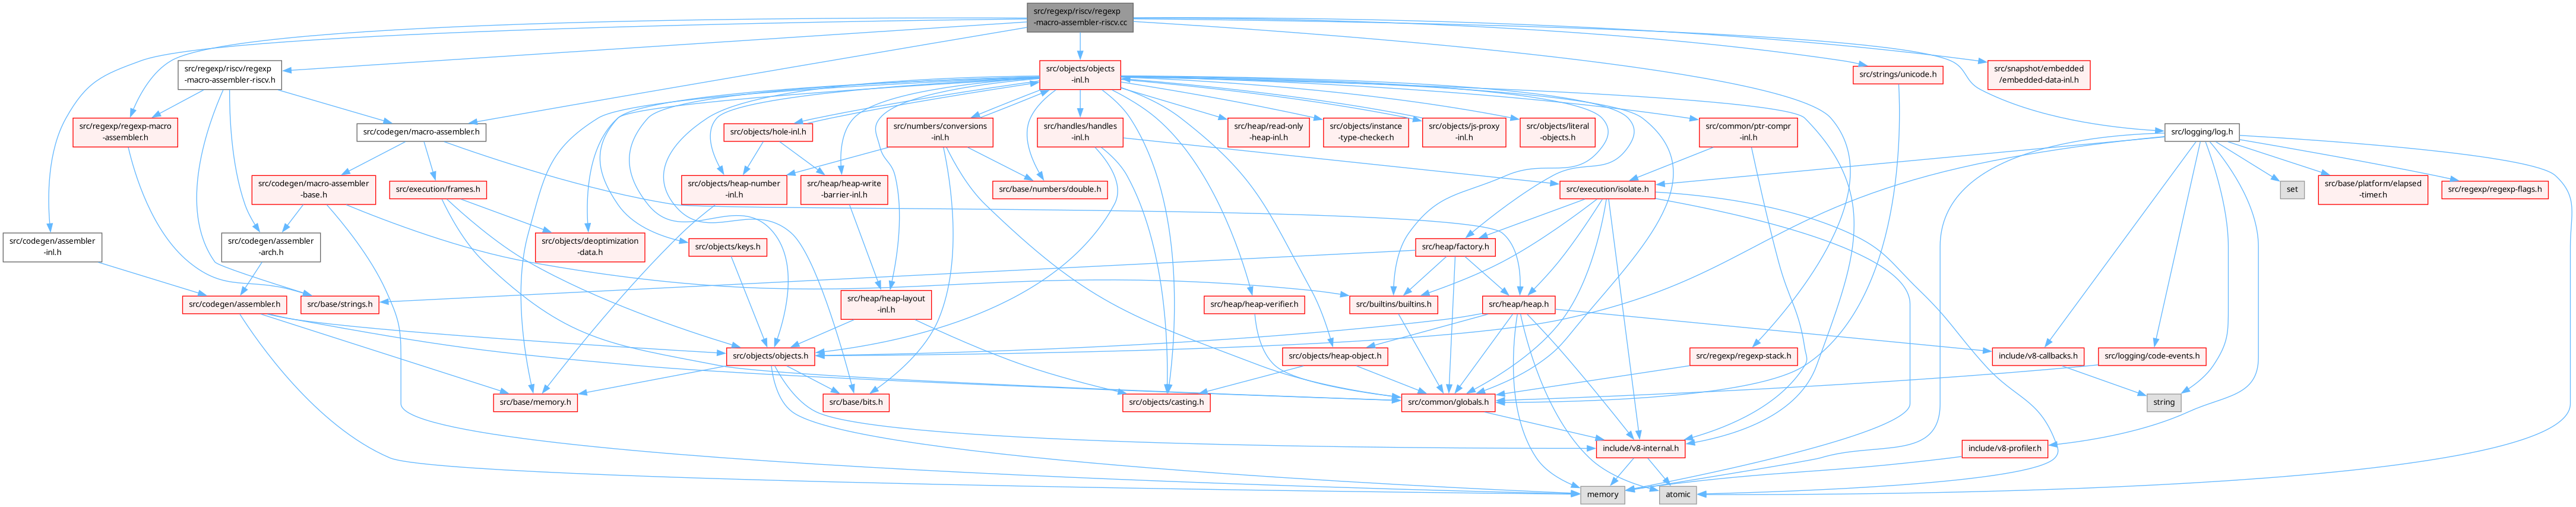 src/regexp/riscv/regexp
-macro-assembler-riscv.cc
src/regexp/riscv/regexp
-macro-assembler-riscv.h
src/objects/objects
-inl.h
src/strings/unicode.h
src/snapshot/embedded
/embedded-data-inl.h
src/regexp/regexp-macro
-assembler.h
src/codegen/macro-assembler.h
src/objects/hole-inl.h
src/numbers/conversions
-inl.h
src/handles/handles
-inl.h
src/heap/read-only
-heap-inl.h
src/objects/instance
-type-checker.h
src/objects/js-proxy
-inl.h
src/objects/literal
-objects.h
src/common/ptr-compr
-inl.h
src/logging/log.h
src/codegen/macro-assembler
-base.h
src/execution/frames.h
src/objects/heap-number
-inl.h
src/heap/heap-write
-barrier-inl.h
src/base/numbers/double.h
src/execution/isolate.h
set
src/base/platform/elapsed
-timer.h
src/regexp/regexp-flags.h
src/codegen/assembler
-inl.h
src/codegen/assembler
-arch.h
src/objects/deoptimization
-data.h
src/objects/keys.h
src/heap/factory.h
src/codegen/assembler.h
src/base/strings.h
src/heap/heap-layout
-inl.h
src/heap/heap-verifier.h
src/builtins/builtins.h
src/heap/heap.h
src/objects/objects.h
src/objects/heap-object.h
src/regexp/regexp-stack.h
include/v8-callbacks.h
src/logging/code-events.h
src/base/memory.h
src/base/bits.h
src/objects/casting.h
src/common/globals.h
string
include/v8-internal.h
include/v8-profiler.h
memory
atomic